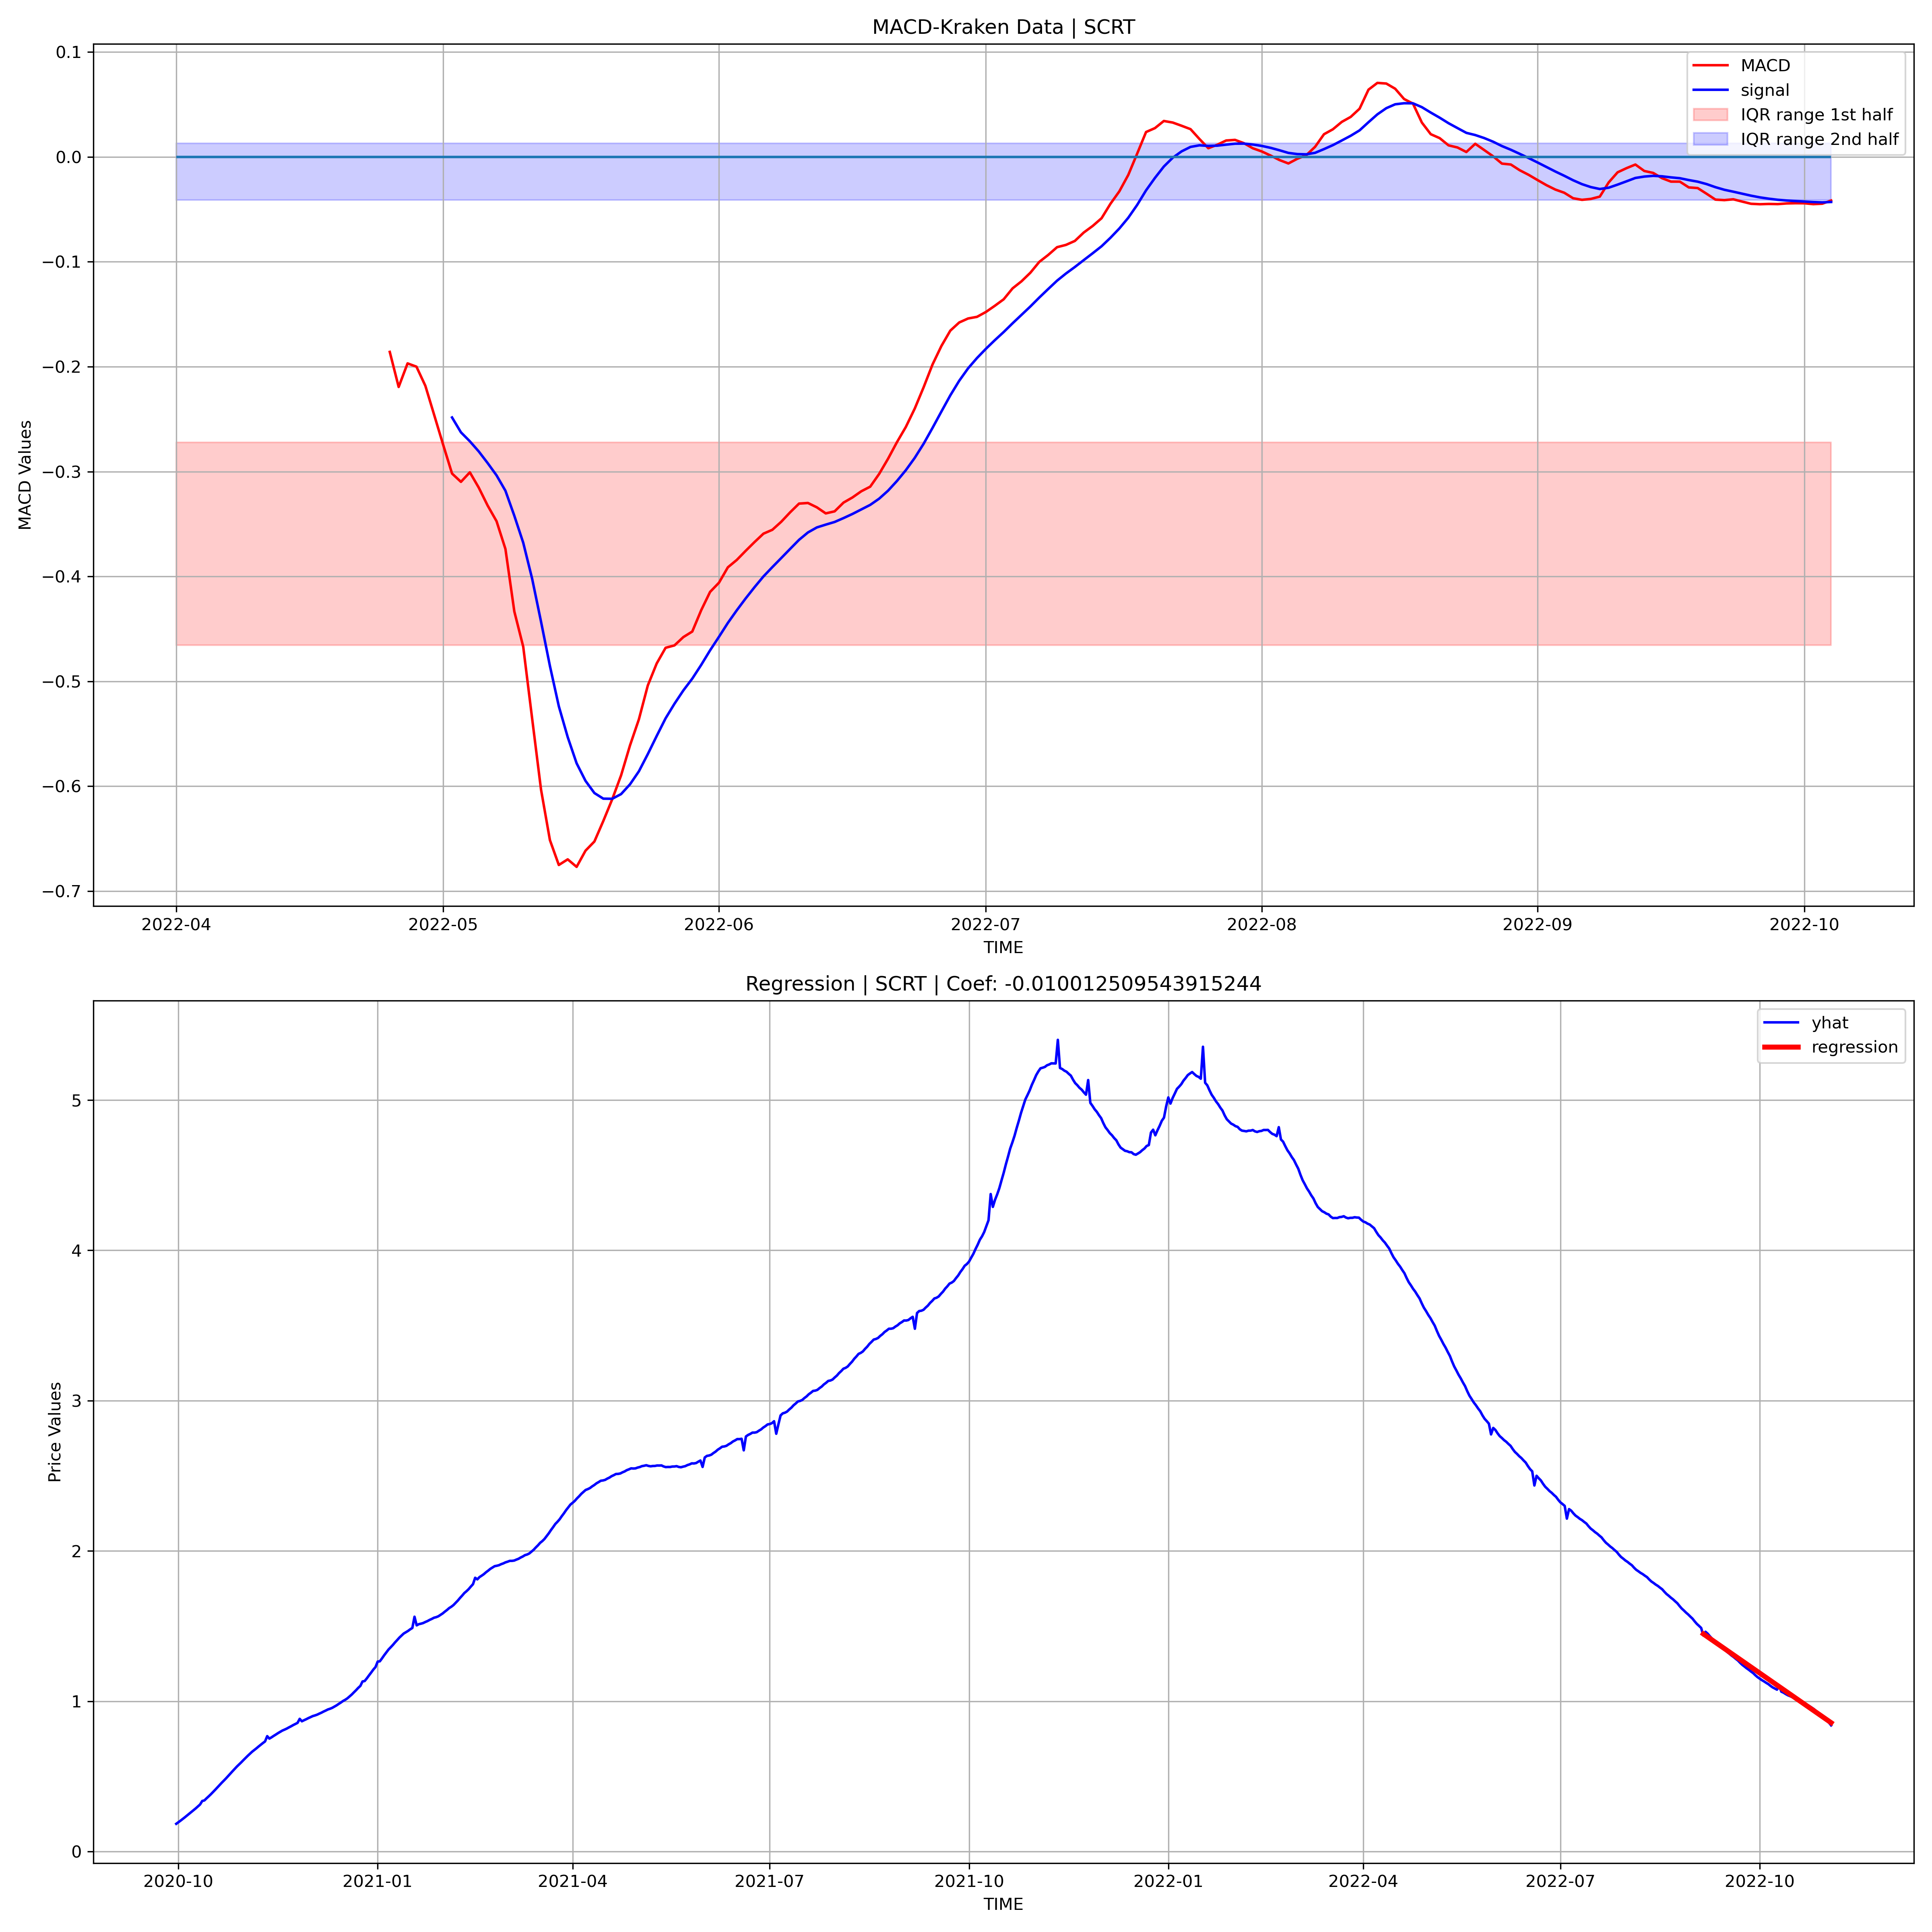 MACD-Kraken Data | SCRT
MACD
signal
IQR range 1st half
IQR range 2nd half
0.1
0.0
−0.1
−0.2
−0.3
−0.4
−0.5
−0.6
−0.7
MACD Values
2022-04 2022-05 2022-06 2022-07 2022-08 2022-09 2022-10
TIME
Regression | SCRT | Coef: -0.010012509543915244
yhat
regression
5
4
3
2
1
0
Price Values
2020-10 2021-01 2021-04 2021-07 2021-10 2022-01 2022-04 2022-07 2022-10
TIME